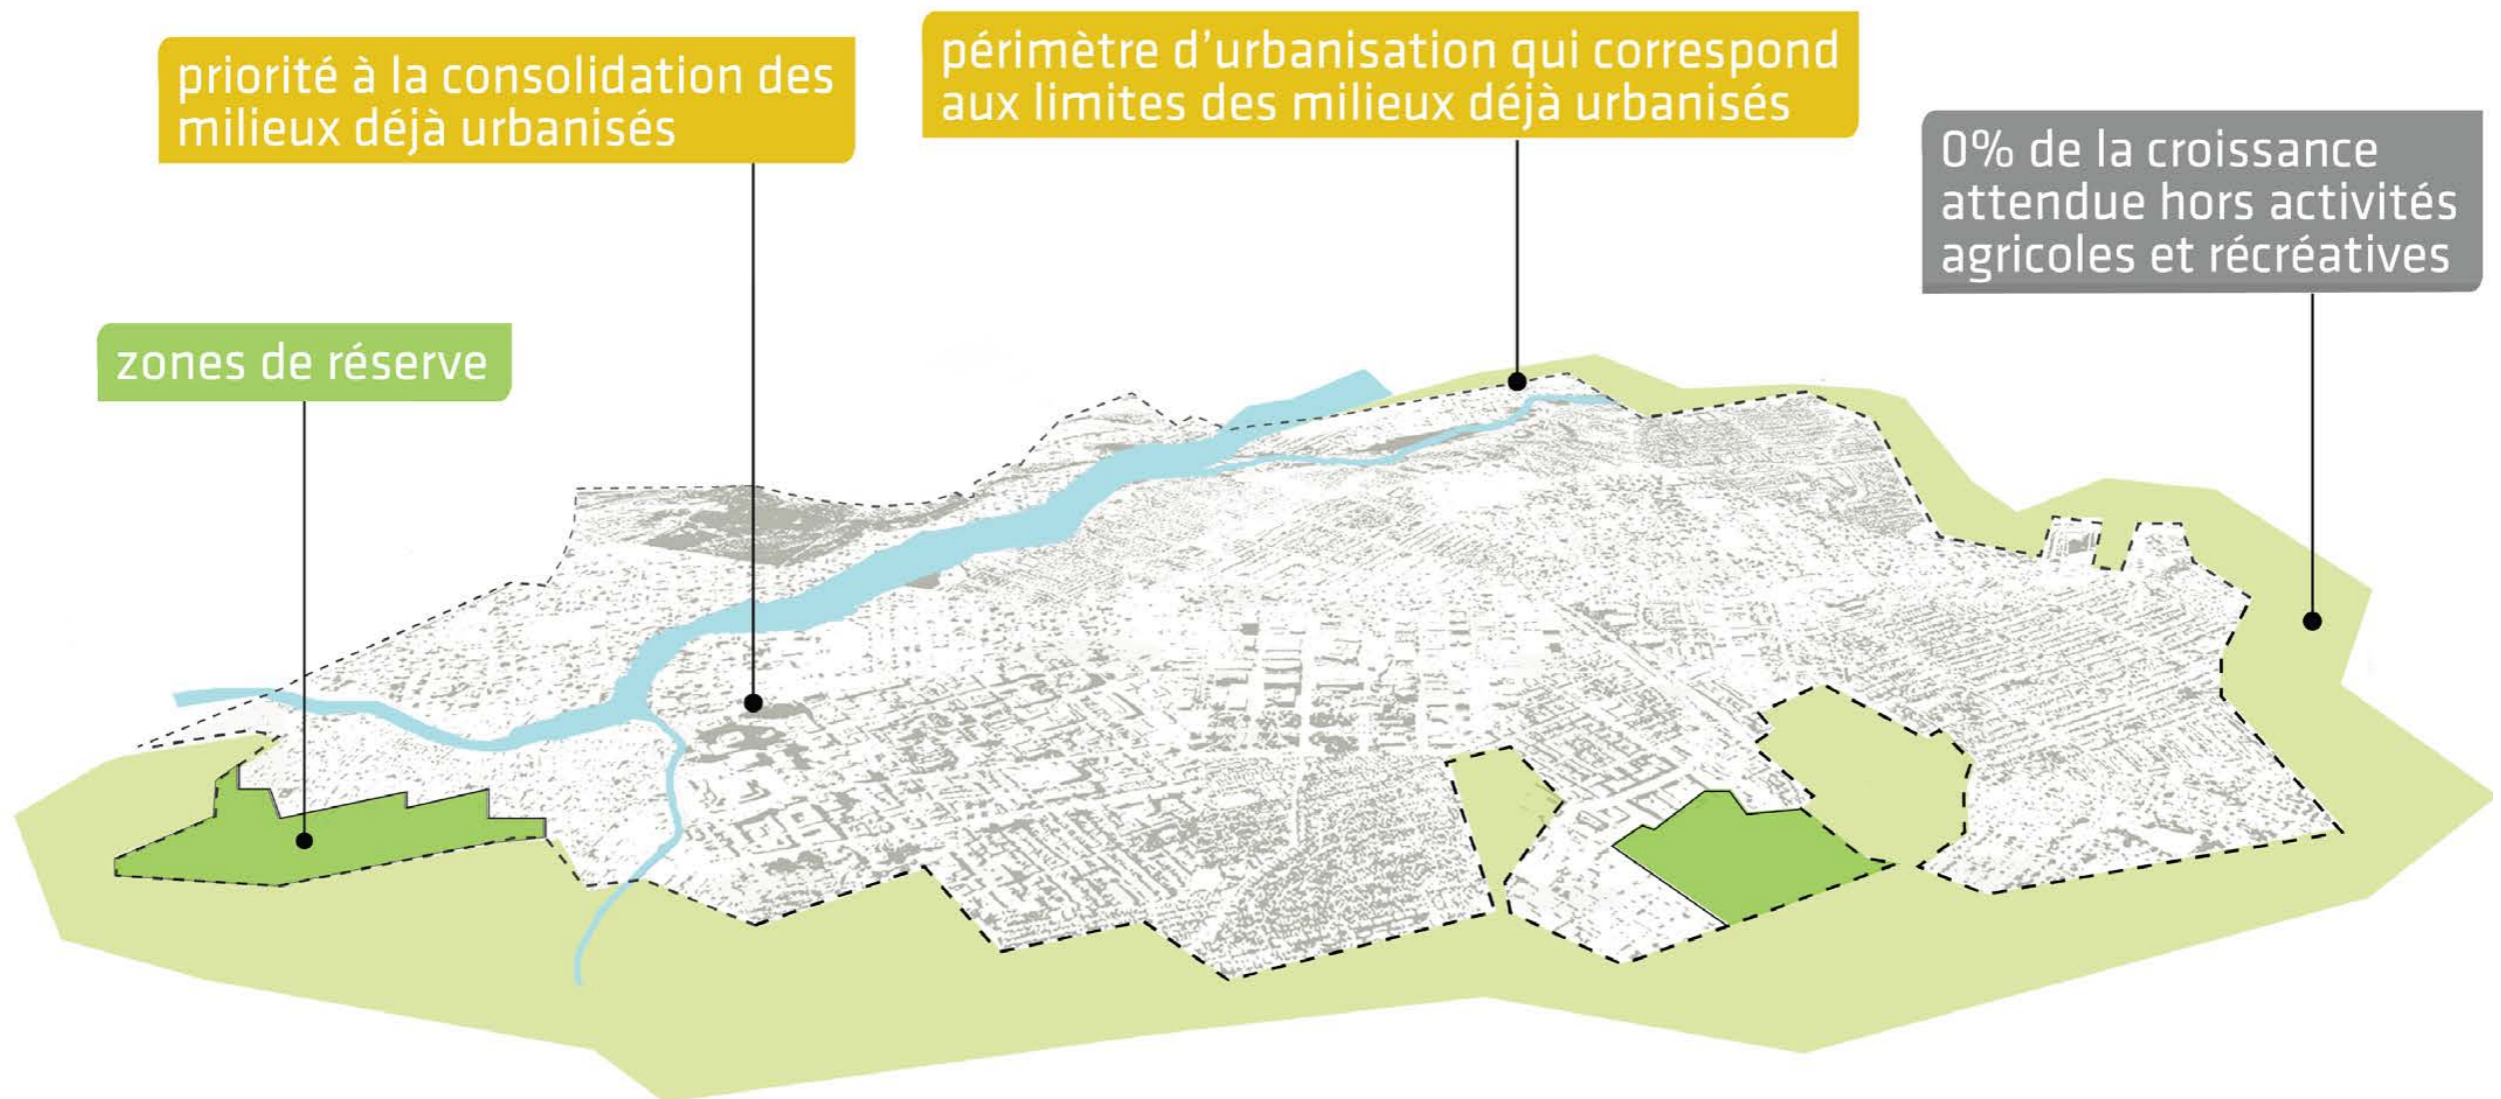 priorité à la consolidation des
milieux déjà urbanisés
périmètre d'urbanisation qui correspond
aux limites des milieux déjà urbanisés
0% de la croissance
attendue hors activités
agricoles et récréatives
zones de réserve